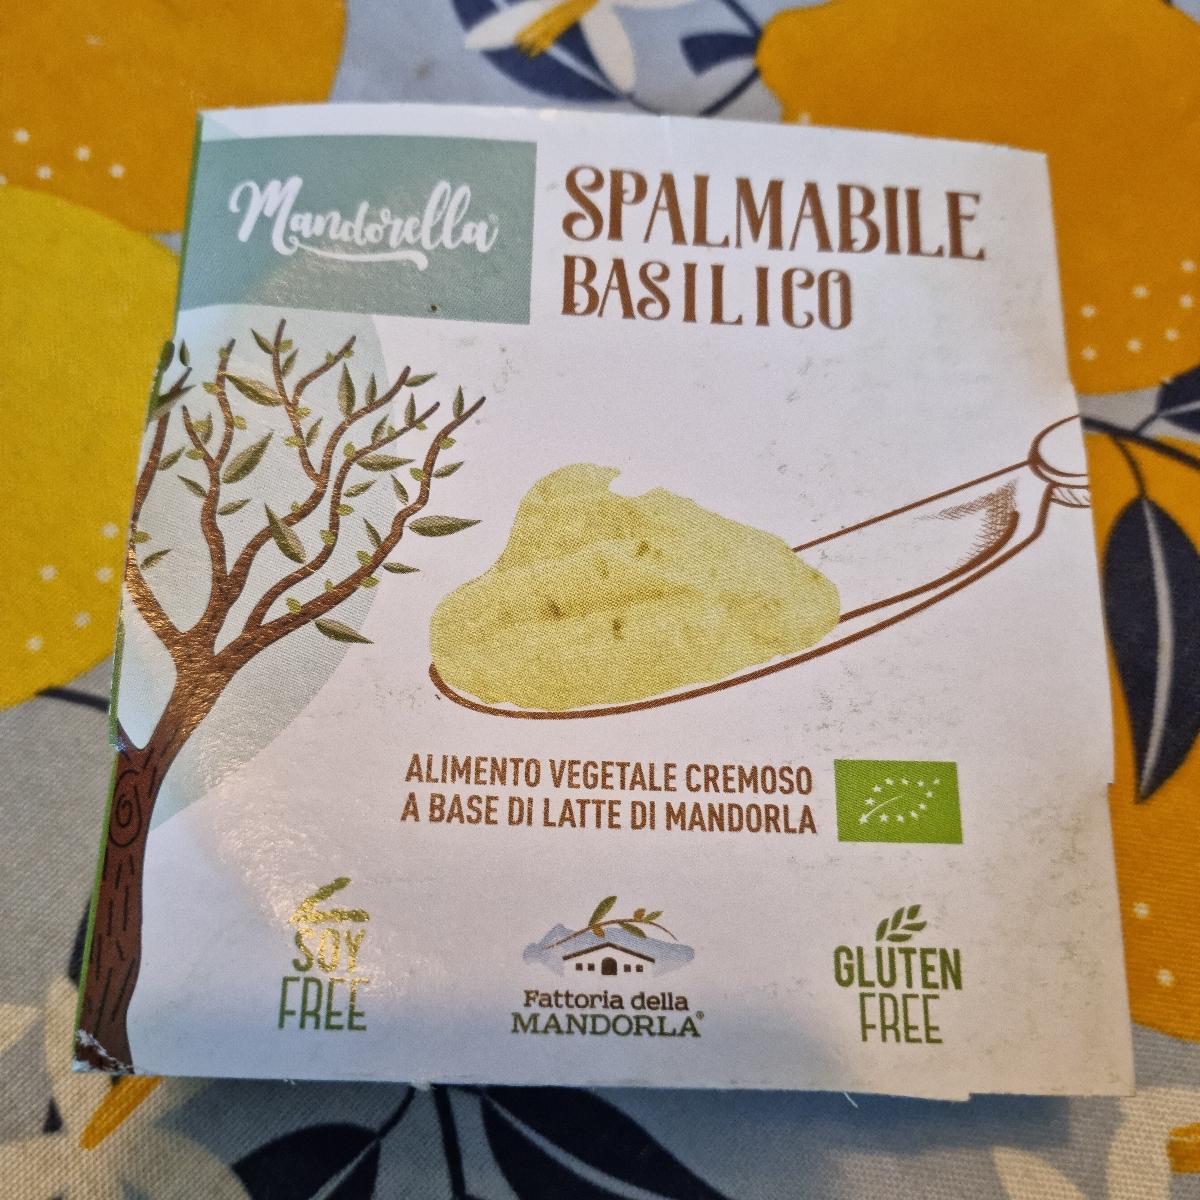 Mandorella®
SPALMABILE
BASILICO
ALIMENTO VEGETALE CREMOSO
A BASE DI LATTE DI MANDORLA
SOY
FREE
Fattoria della
MANDORLA®
GLUTEN
FREE